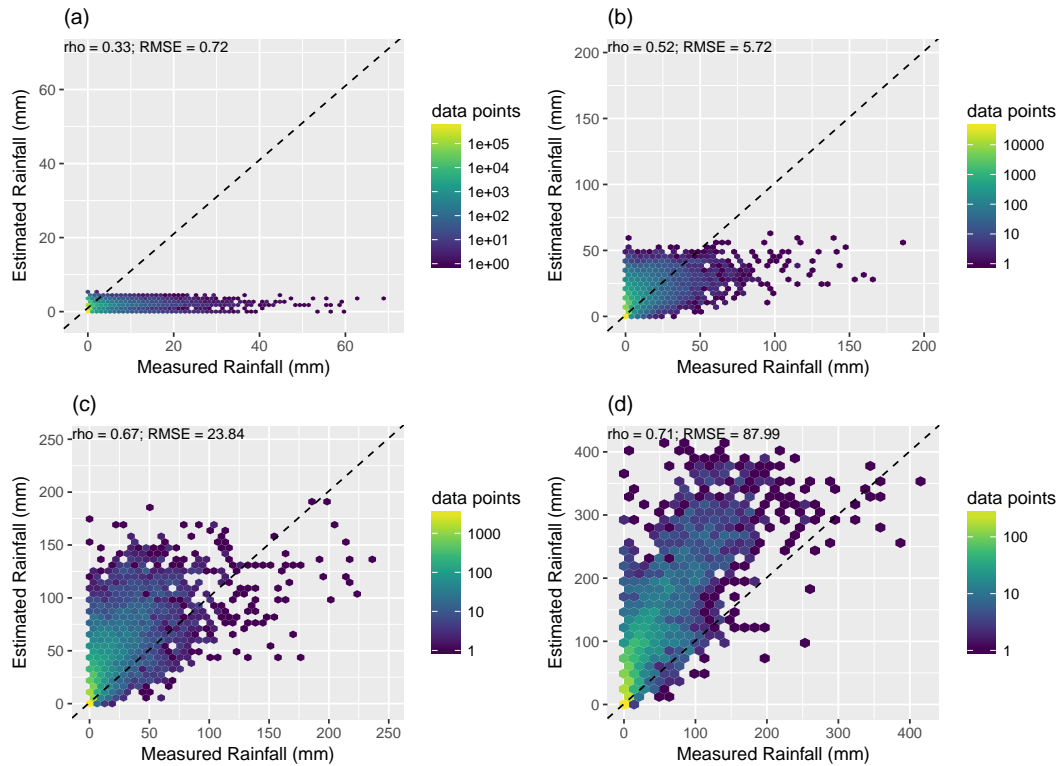 (a)
rho = 0.33; RMSE = 0.72
60
40
20
0
0 20 40 60
Estimated Rainfall (mm)
Measured Rainfall (mm)
data points
1e+05
1e+04
1e+03
1e+02
1e+01
1e+00
(b)
rho = 0.52; RMSE = 5.72
200
150
100
50
0
0 50 100 150 200
Estimated Rainfall (mm)
Measured Rainfall (mm)
data points
10000
1000
100
10
1
(c)
rho = 0.67; RMSE = 23.84
250
200
150
100
50
0
0 50 100 150 200 250
Estimated Rainfall (mm)
Measured Rainfall (mm)
data points
1000
100
10
1
(d)
rho = 0.71; RMSE = 87.99
400
300
200
100
0
0 100 200 300 400
Estimated Rainfall (mm)
Measured Rainfall (mm)
data points
100
10
1